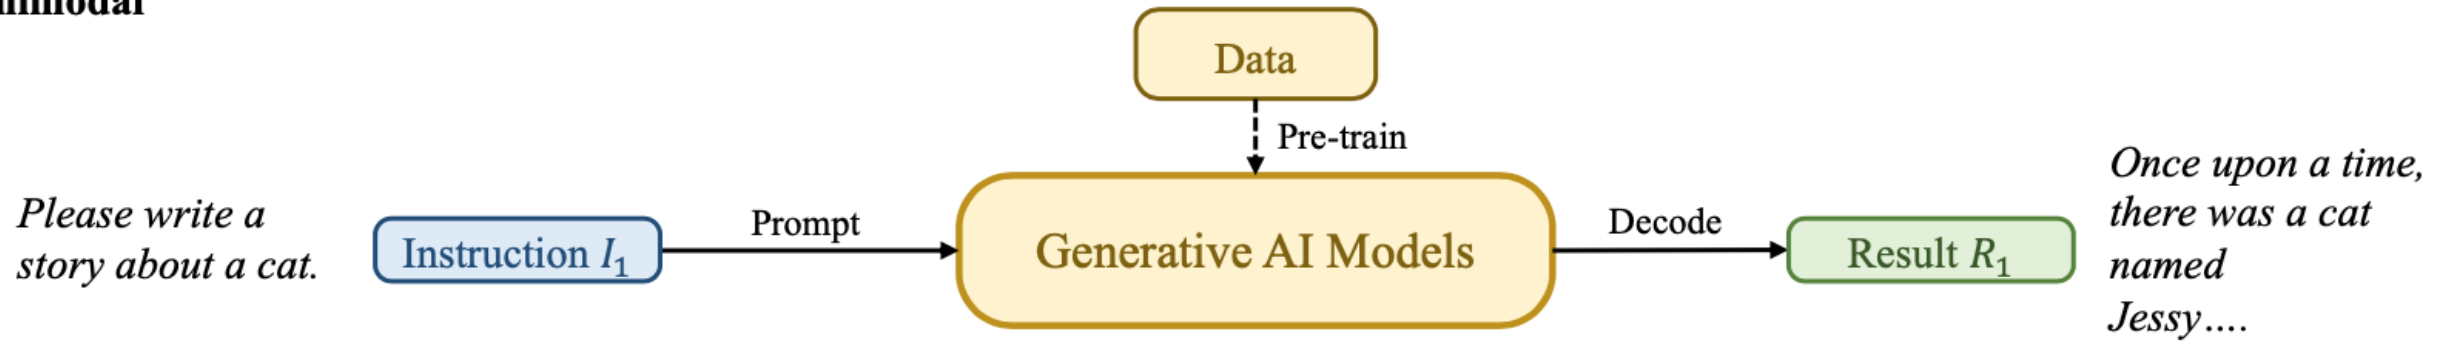 Data
Pre-train
Please write a
story about a cat.
Instruction I₁
Prompt
Generative AI Models
Decode
Result R₁
Once upon a time,
there was a cat
named
Jessy....